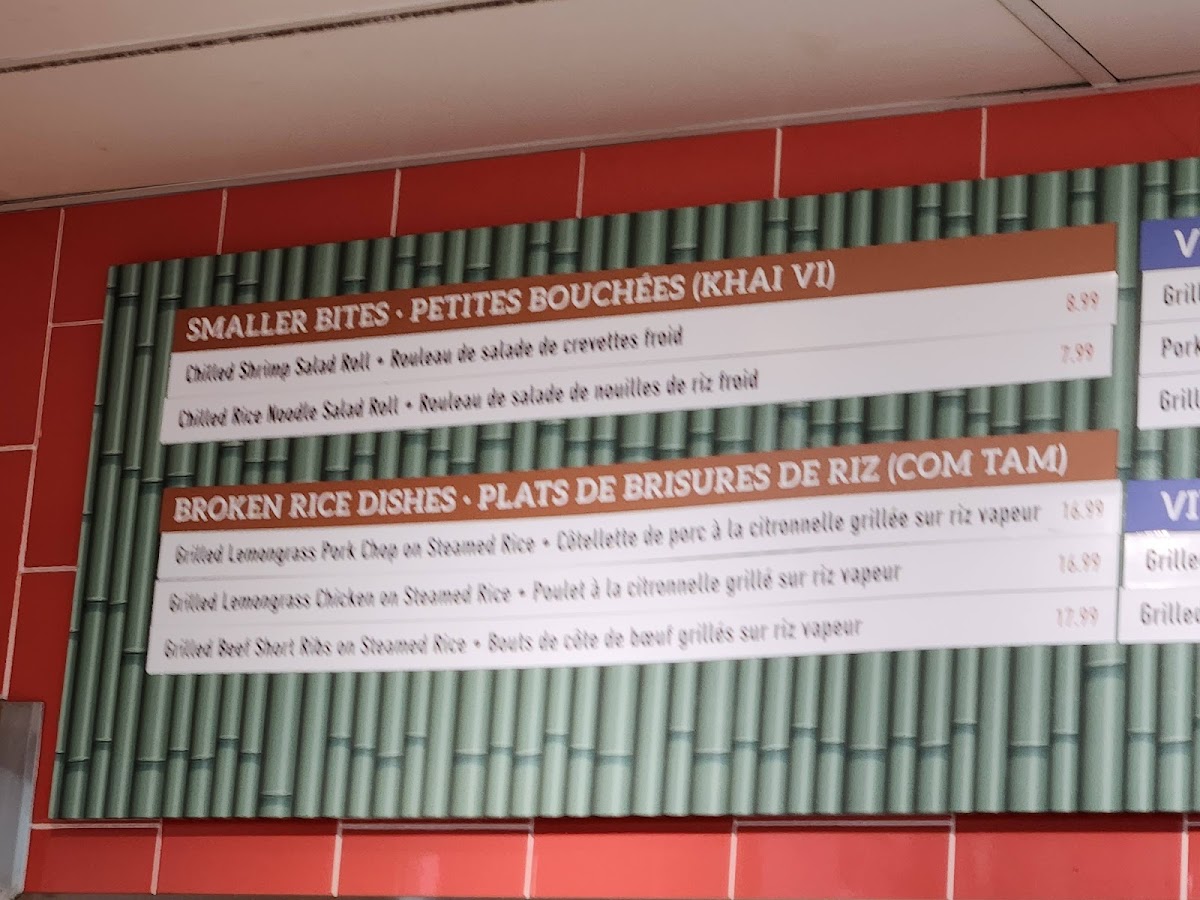 SMALLER BITES • PETITES BOUCHÉES (KHAI VI)
Chilled Shrimp Salad Roll • Rouleau de salade de crevettes froid 8.99
Chilled Rice Noodle Salad Roll • Rouleau de salade de nouilles de riz froid 7.99
BROKEN RICE DISHES • PLATS DE BRISURES DE RIZ (COM TAM)
Grilled Lemongrass Pork Chop on Steamed Rice • Côtellette de porc à la citronnelle grillée sur riz vapeur 16.99
Grilled Lemongrass Chicken on Steamed Rice • Poulet à la citronnelle grillé sur riz vapeur 16.99
Grilled Beef Short Ribs on Steamed Rice • Bouts de côte de bœuf grillés sur riz vapeur 17.99
Pork